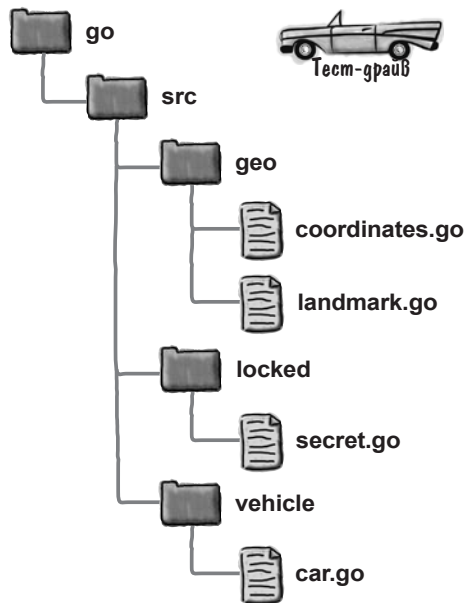 go
Тест-драйв
src
geo
coordinates.go
landmark.go
locked
secret.go
vehicle
car.go